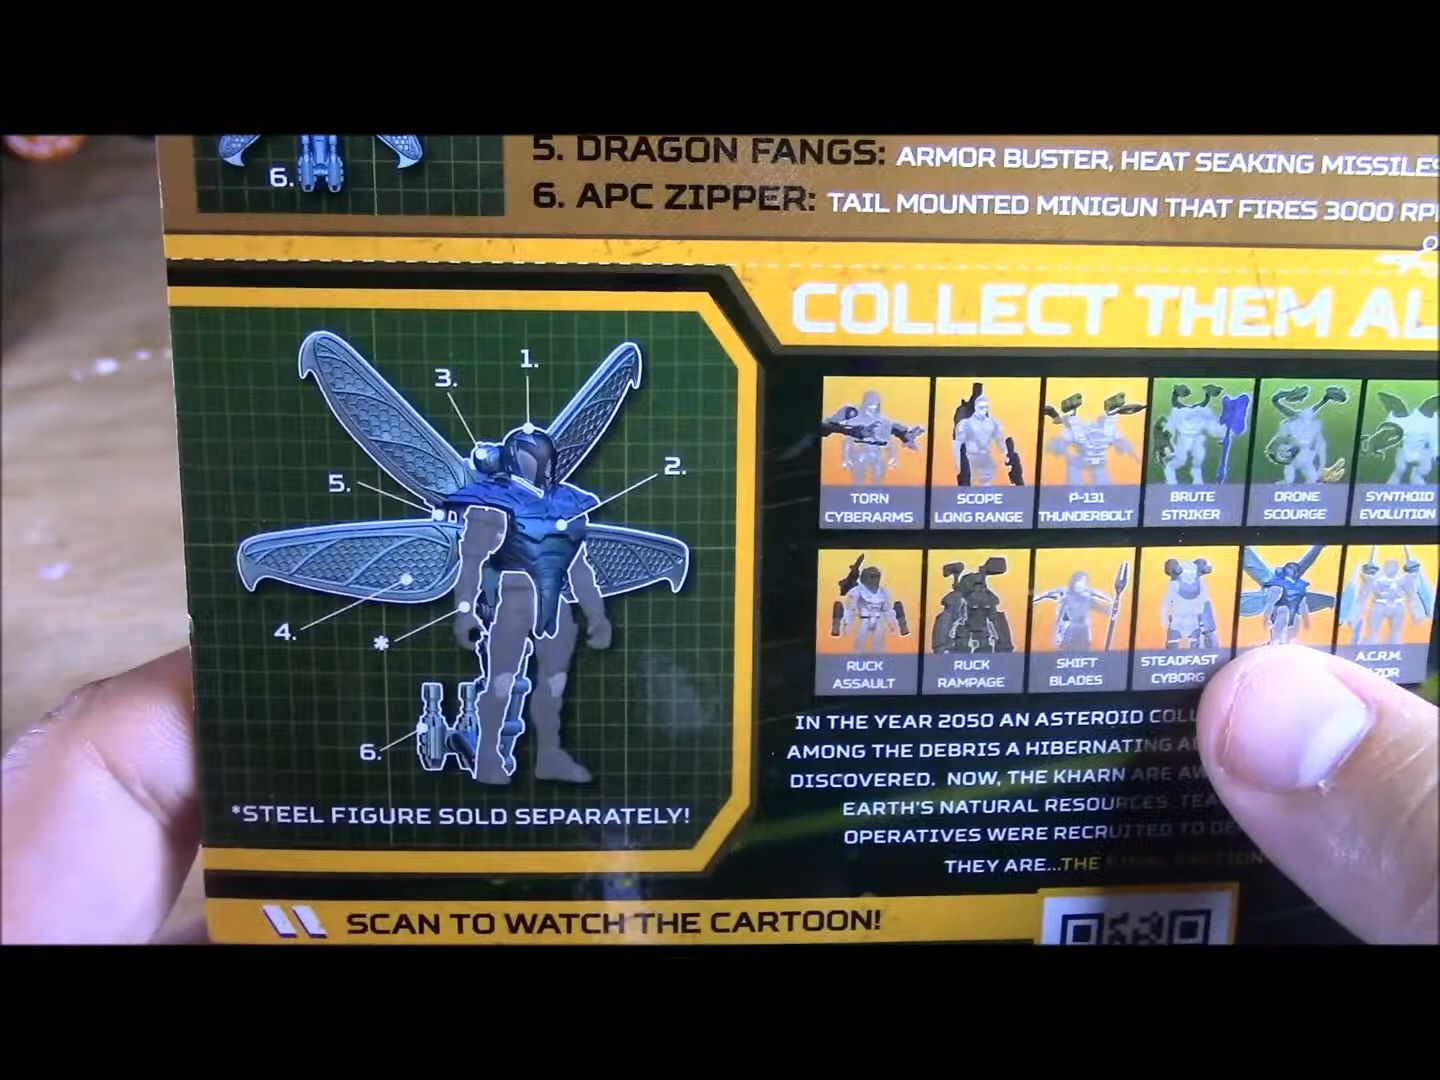 5. DRAGON FANGS: ARMOR BUSTER, HEAT SEAKING MISSILES
6.
6. APC ZIPPER: TAIL MOUNTED MINIGUN THAT FIRES 3000
COLLECT THEM
1.
3.
2.
5.
4.
*
6.
*STEEL FIGURE SOLD SEPARATELY!
TORN CYBERARMS
SCOPE LONG RANGE
P-131 THUNDERBOLT
BRUTE STRIKER
DRONE SCOURGE
SYNTHOID EVOLUTION
RUCK ASSAULT
RUCK RAMPAGE
SHIFT BLADES
STEADFAST CYBORG
A.C.R.M.
IN THE YEAR 2050 AN ASTEROID
AMONG THE DEBRIS A HIBERNATING
DISCOVERED. NOW, THE KHARN ARE
EARTH'S NATURAL RESOURCES
OPERATIVES WERE RECRUITED TO
THEY ARE...THE FINAL FACTION
SCAN TO WATCH THE CARTOON!